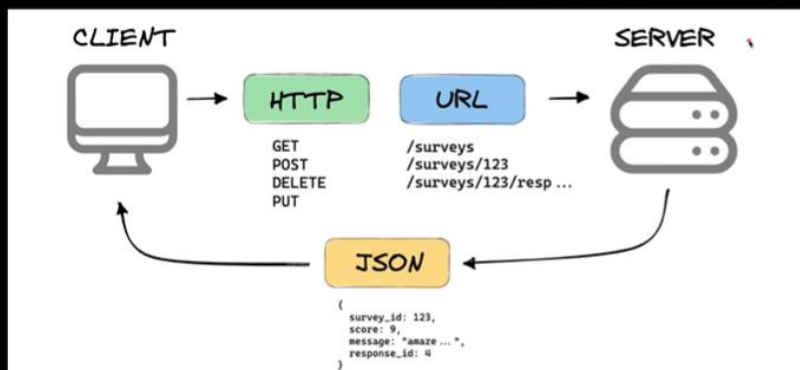 CLIENT
SERVER
HTTP
URL
GET
POST
DELETE
PUT
/surveys
/surveys/123
/surveys/123/resp ...
JSON
{
survey_id: 123,
score: 9,
message: "amaze ... ",
response_id: 4
}